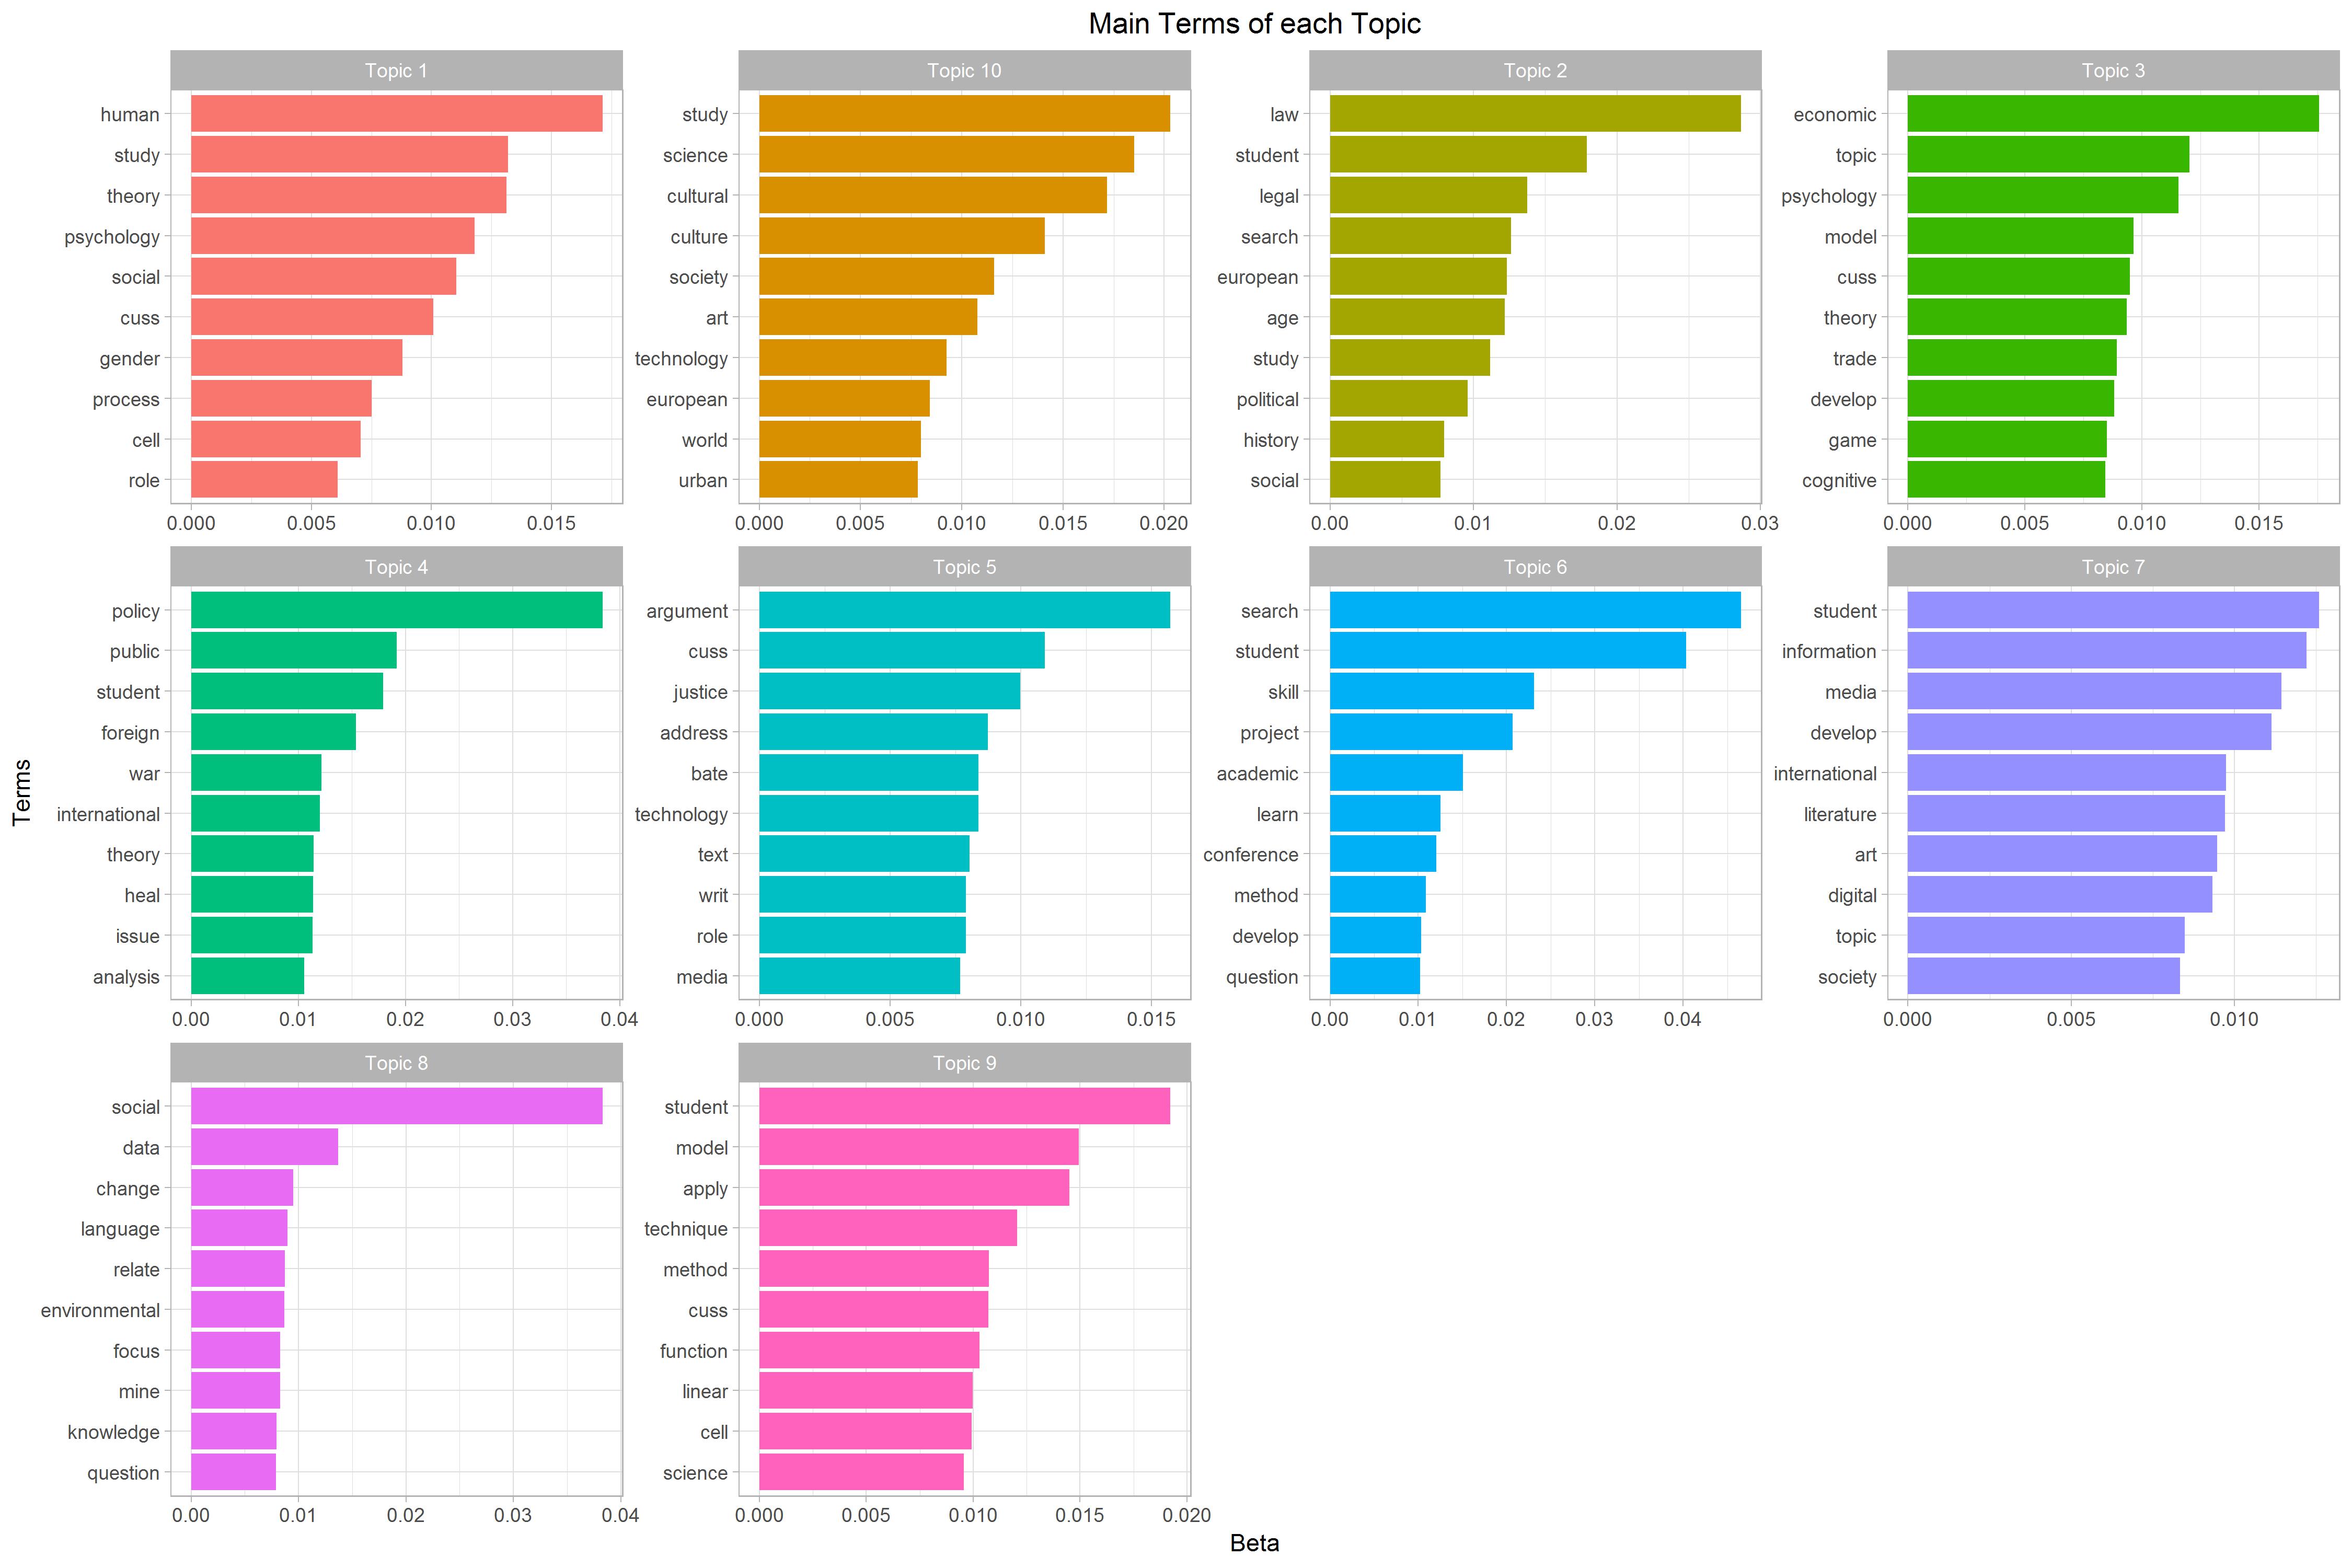 Main Terms of each Topic
Topic 1
human
study
theory
psychology
social
cuss
gender
process
cell
role
0.000 0.005 0.010 0.015
Topic 10
study
science
cultural
culture
society
art
technology
european
world
urban
0.000 0.005 0.010 0.015 0.020
Topic 2
law
student
legal
search
european
age
study
political
history
social
0.00 0.01 0.02 0.03
Topic 3
economic
topic
psychology
model
cuss
theory
trade
develop
game
cognitive
0.000 0.005 0.010 0.015
Topic 4
policy
public
student
foreign
war
international
theory
heal
issue
analysis
0.00 0.01 0.02 0.03 0.04
Topic 5
argument
cuss
justice
address
bate
technology
text
writ
role
media
0.000 0.005 0.010 0.015
Topic 6
search
student
skill
project
academic
learn
conference
method
develop
question
0.00 0.01 0.02 0.03 0.04
Topic 7
student
information
media
develop
international
literature
art
digital
topic
society
0.000 0.005 0.010
Topic 8
social
data
change
language
relate
environmental
focus
mine
knowledge
question
0.00 0.01 0.02 0.03 0.04
Topic 9
student
model
apply
technique
method
cuss
function
linear
cell
science
0.000 0.005 0.010 0.015 0.020
Terms
Beta